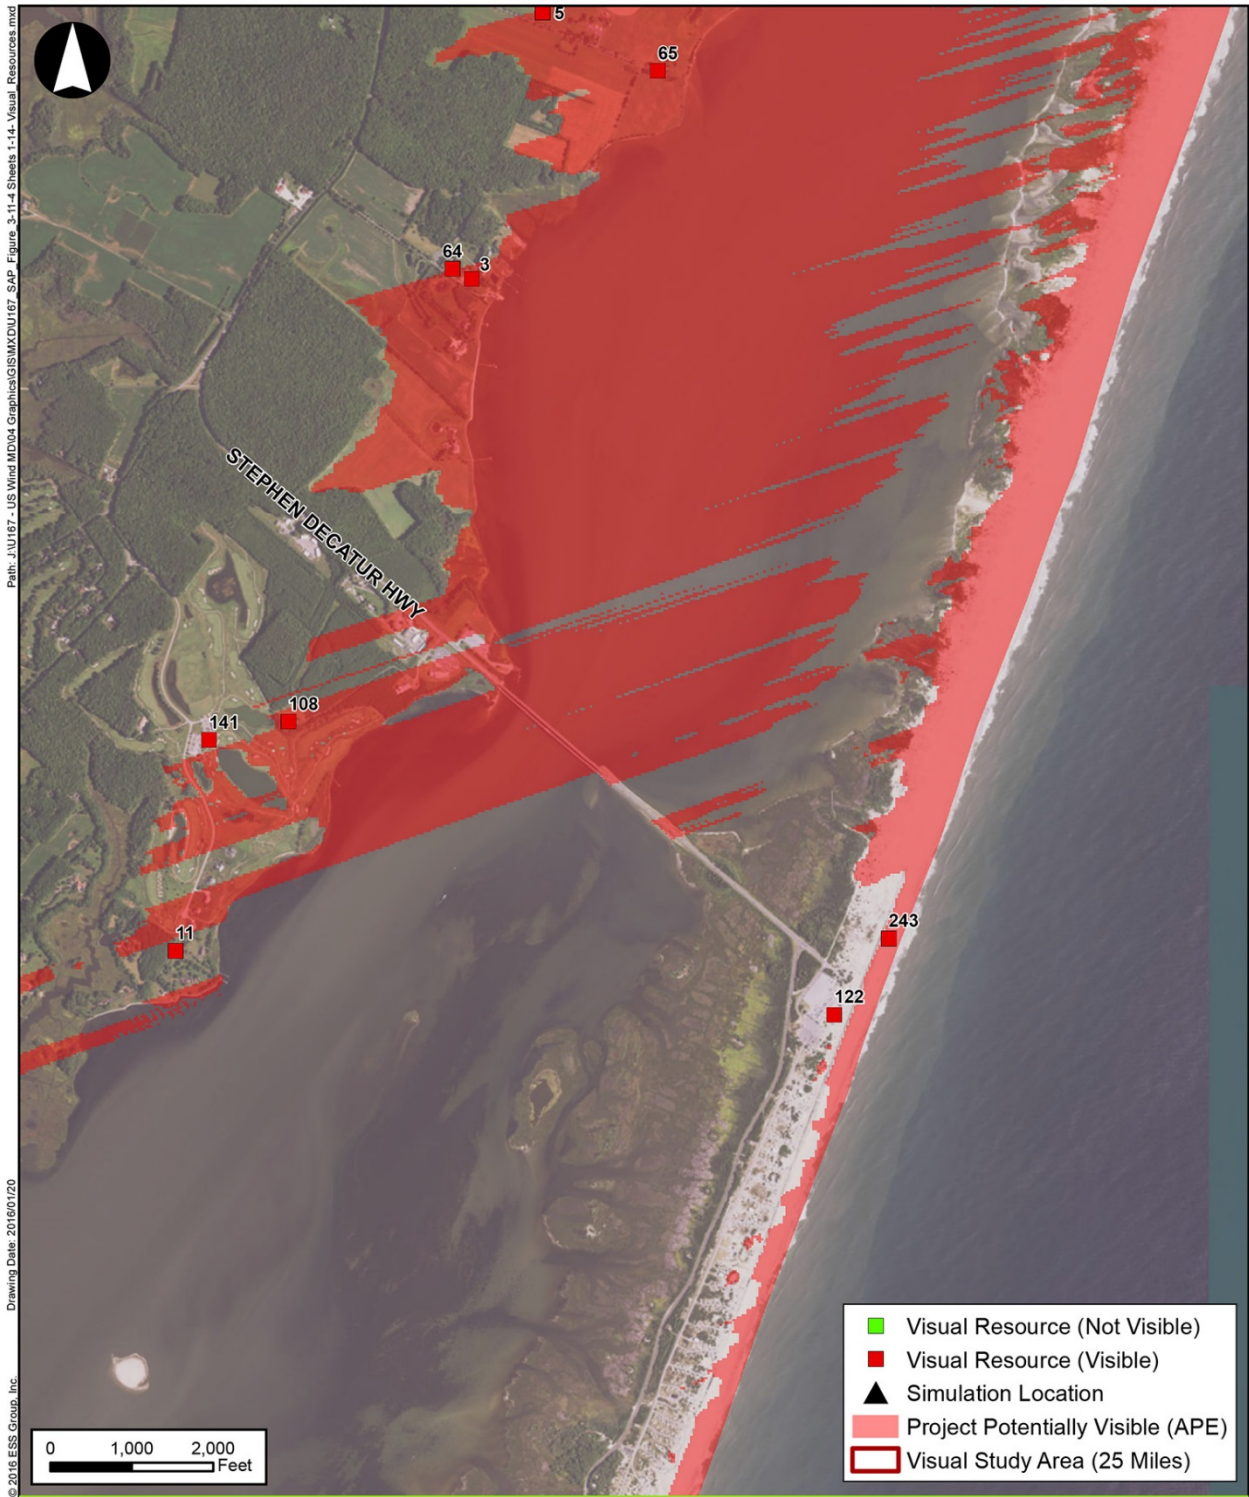 Path: J:\U167 - US Wind MD\04 Graphics\GIS\MXD\U167_SAP_Figure_3-11-4 Sheets 1-14- Visual_Resources.mxd
5
65
64
3
STEPHEN DECATUR HWY
108
141
11
243
122
Drawing Date: 2016/01/20
© 2016 ESS Group, Inc.
0 1,000 2,000
Feet
Visual Resource (Not Visible)
Visual Resource (Visible)
Simulation Location
Project Potentially Visible (APE)
Visual Study Area (25 Miles)